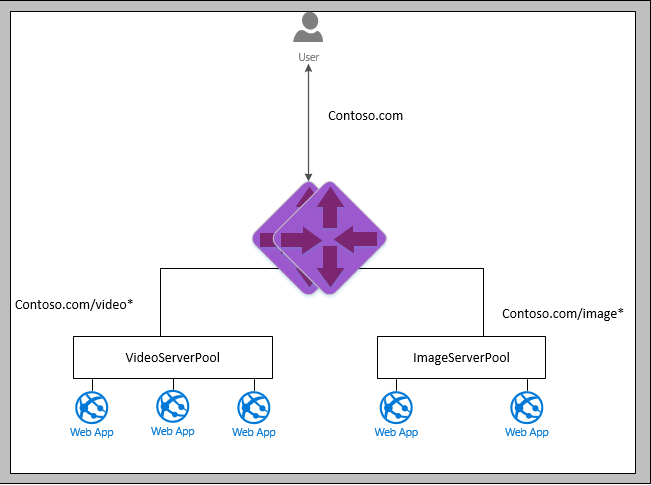 User
Contoso.com
Contoso.com/video*
Contoso.com/image*
VideoServerPool
ImageServerPool
Web App
Web App
Web App
Web App
Web App